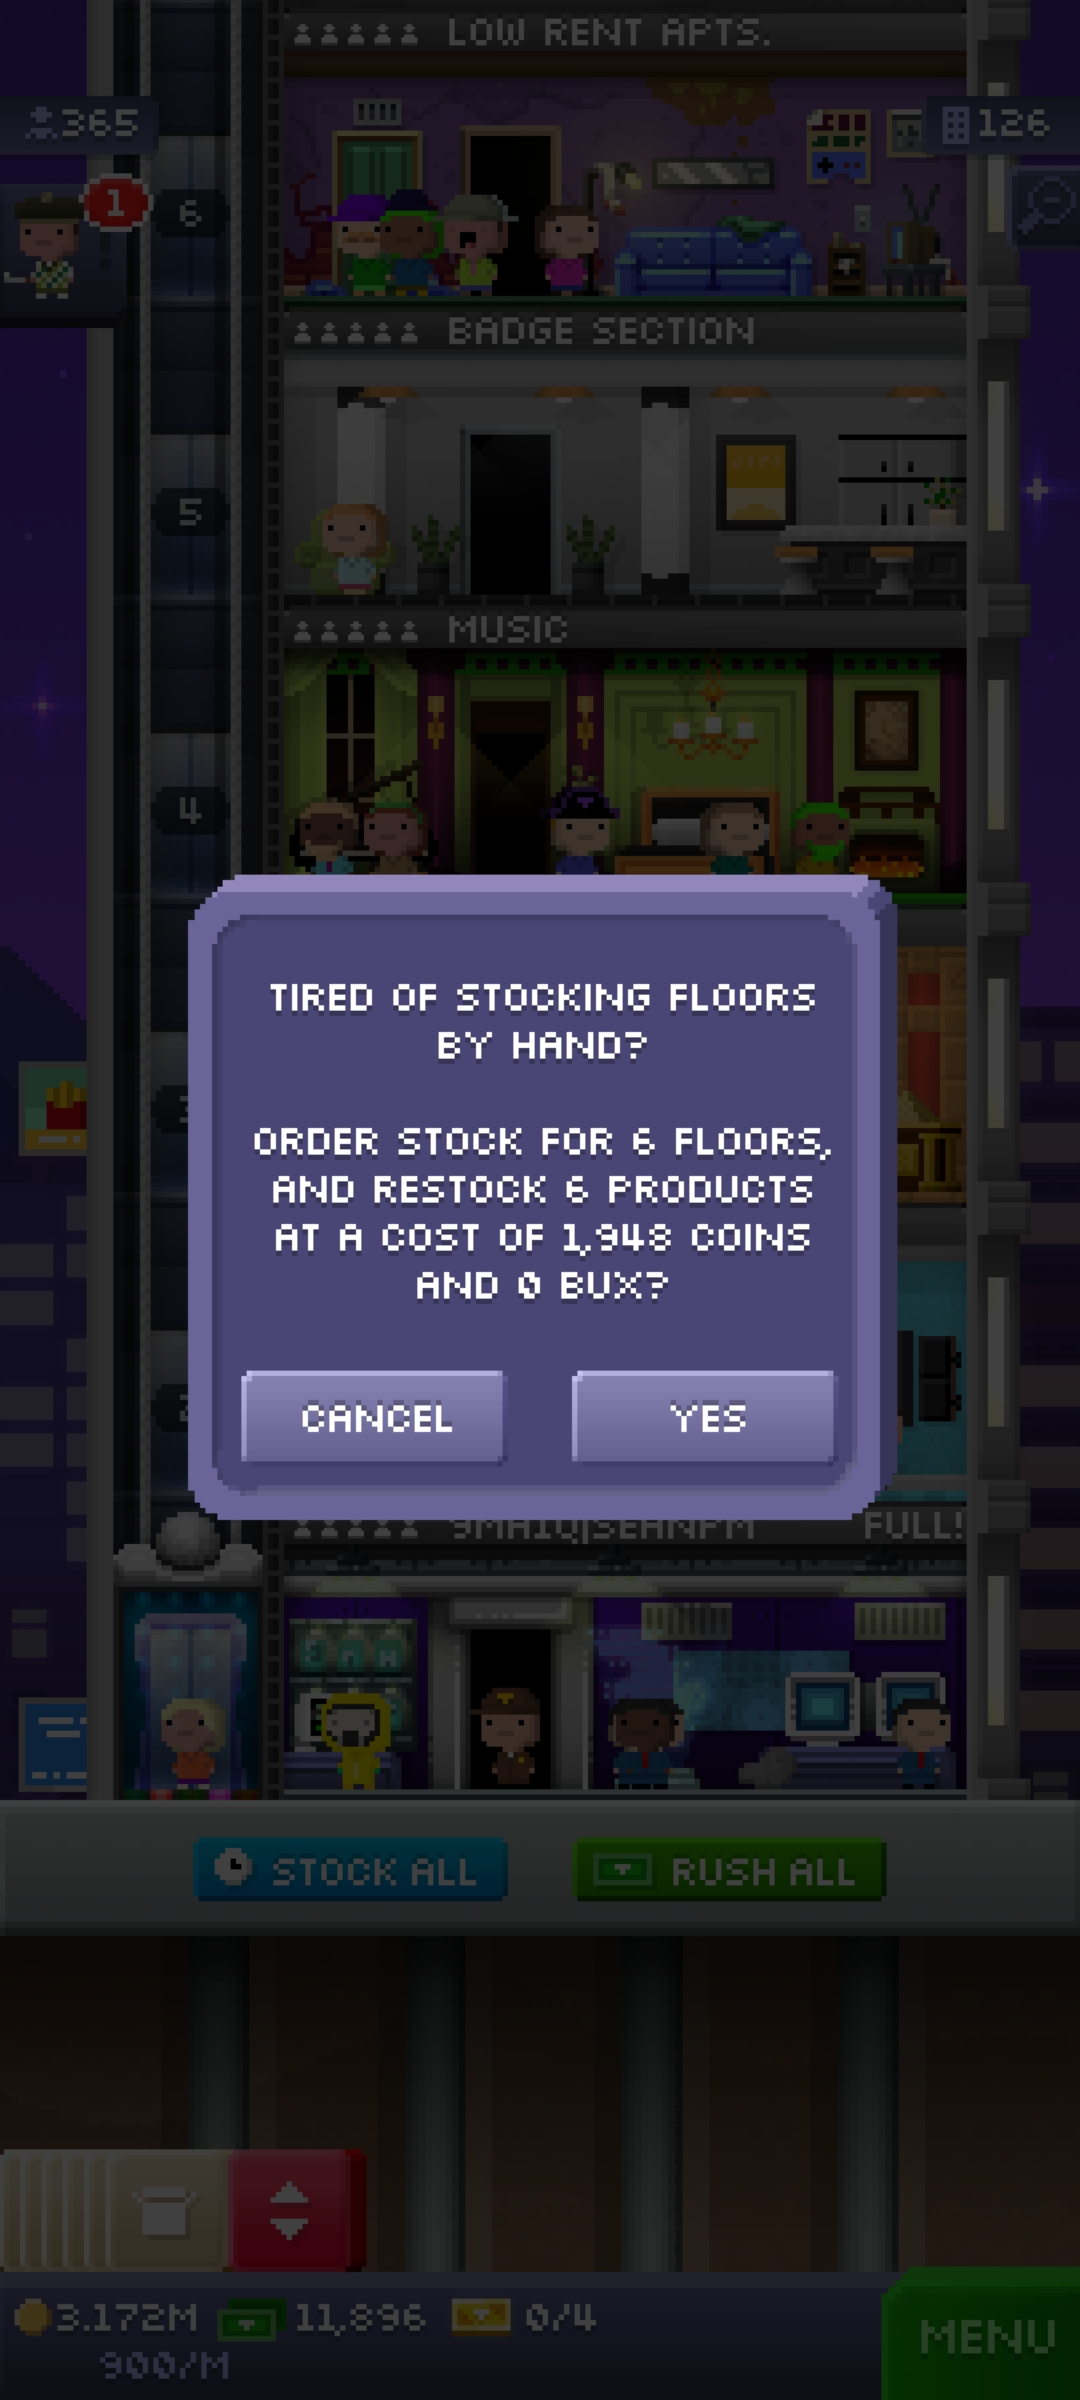 LOW RENT APTS.
365
126
1
6
BADGE SECTION
5
MUSIC
4
TIRED OF STOCKING FLOORS
BY HAND?
ORDER STOCK FOR 6 FLOORS,
AND RESTOCK 6 PRODUCTS
AT A COST OF 1,948 COINS
AND 0 BUX?
CANCEL
YES
FULL!
STOCK ALL
RUSH ALL
3.172M
11,896
0/4
900/M
MENU